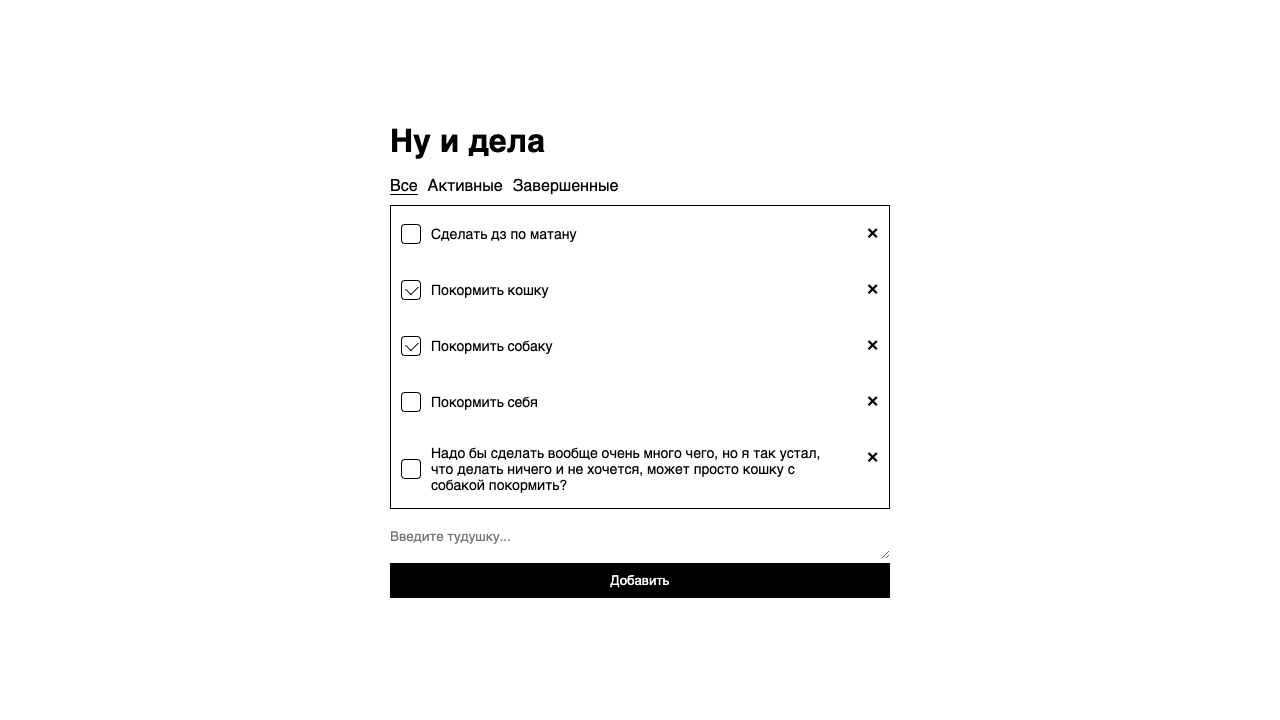 Ну и дела
Все Активные Завершенные
Сделать дз по матану ×
Покормить кошку ×
Покормить собаку ×
Покормить себя ×
Надо бы сделать вообще очень много чего, но я так устал, ×
что делать ничего и не хочется, может просто кошку с
собакой покормить?
Введите тудушку...
Добавить